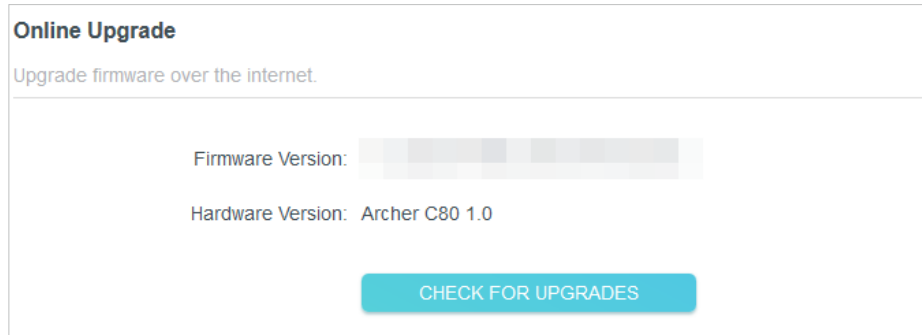 Online Upgrade
Upgrade firmware over the internet.
Firmware Version:
Hardware Version: Archer C80 1.0
CHECK FOR UPGRADES